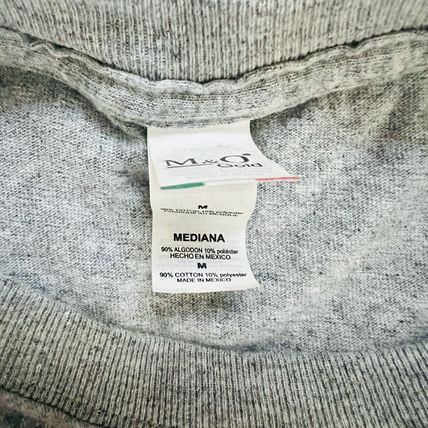 M&O®
Gold
M
MEDIANA
90% ALGODON 10% poliéster
HECHO EN MEXICO
M
90% COTTON 10% polyester
MADE IN MEXICO